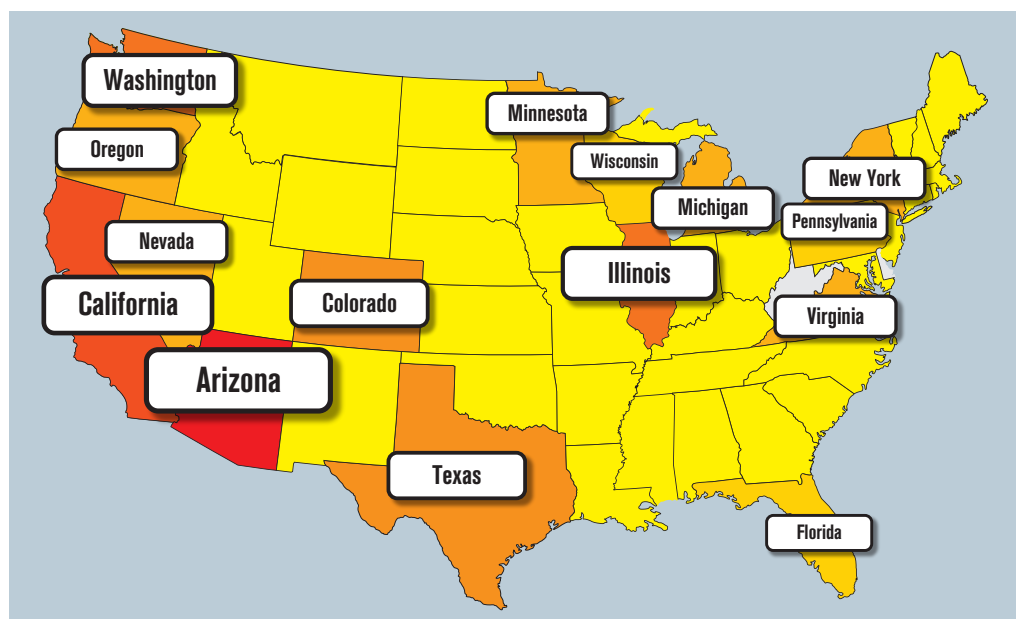 Washington
Minnesota
Oregon
Wisconsin
New York
Michigan
Pennsylvania
Nevada
Illinois
California
Colorado
Virginia
Arizona
Texas
Florida